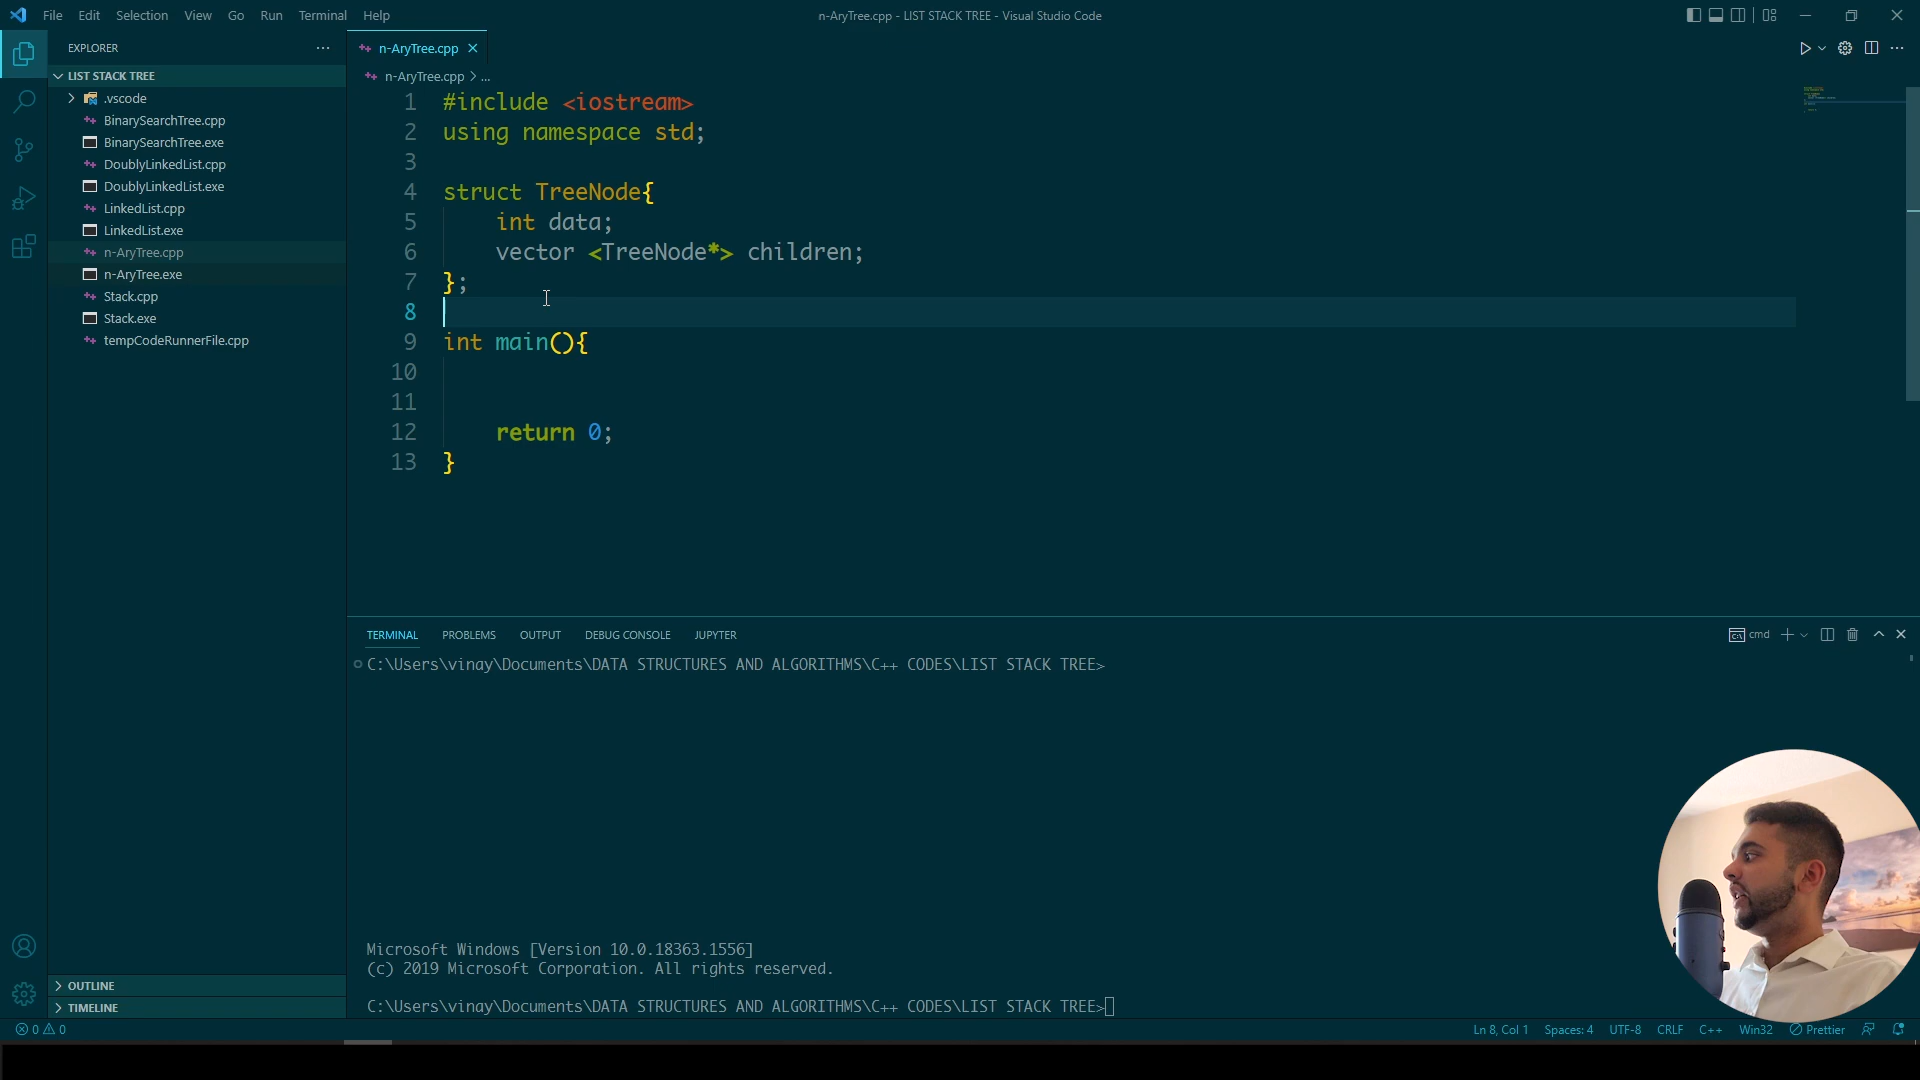 File Edit Selection View Go Run Terminal Help
n-AryTree.cpp - LIST STACK TREE - Visual Studio Code
EXPLORER
LIST STACK TREE
.vscode
BinarySearchTree.cpp
BinarySearchTree.exe
DoublyLinkedList.cpp
DoublyLinkedList.exe
LinkedList.cpp
LinkedList.exe
n-AryTree.cpp
n-AryTree.exe
Stack.cpp
Stack.exe
tempCodeRunnerFile.cpp
OUTLINE
TIMELINE
n-AryTree.cpp
n-AryTree.cpp > ...
1 #include <iostream>
2 using namespace std;
3
4 struct TreeNode{
5 int data;
6 vector <TreeNode*> children;
7 };
8
9 int main(){
10
11
12 return 0;
13 }
TERMINAL PROBLEMS OUTPUT DEBUG CONSOLE JUPYTER
cmd
C:\Users\vinay\Documents\DATA STRUCTURES AND ALGORITHMS\C++ CODES\LIST STACK TREE>
Microsoft Windows [Version 10.0.18363.1556]
(c) 2019 Microsoft Corporation. All rights reserved.
C:\Users\vinay\Documents\DATA STRUCTURES AND ALGORITHMS\C++ CODES\LIST STACK TREE>
0 0
Ln 8, Col 1 Spaces: 4 UTF-8 CRLF C++ Win32 Prettier